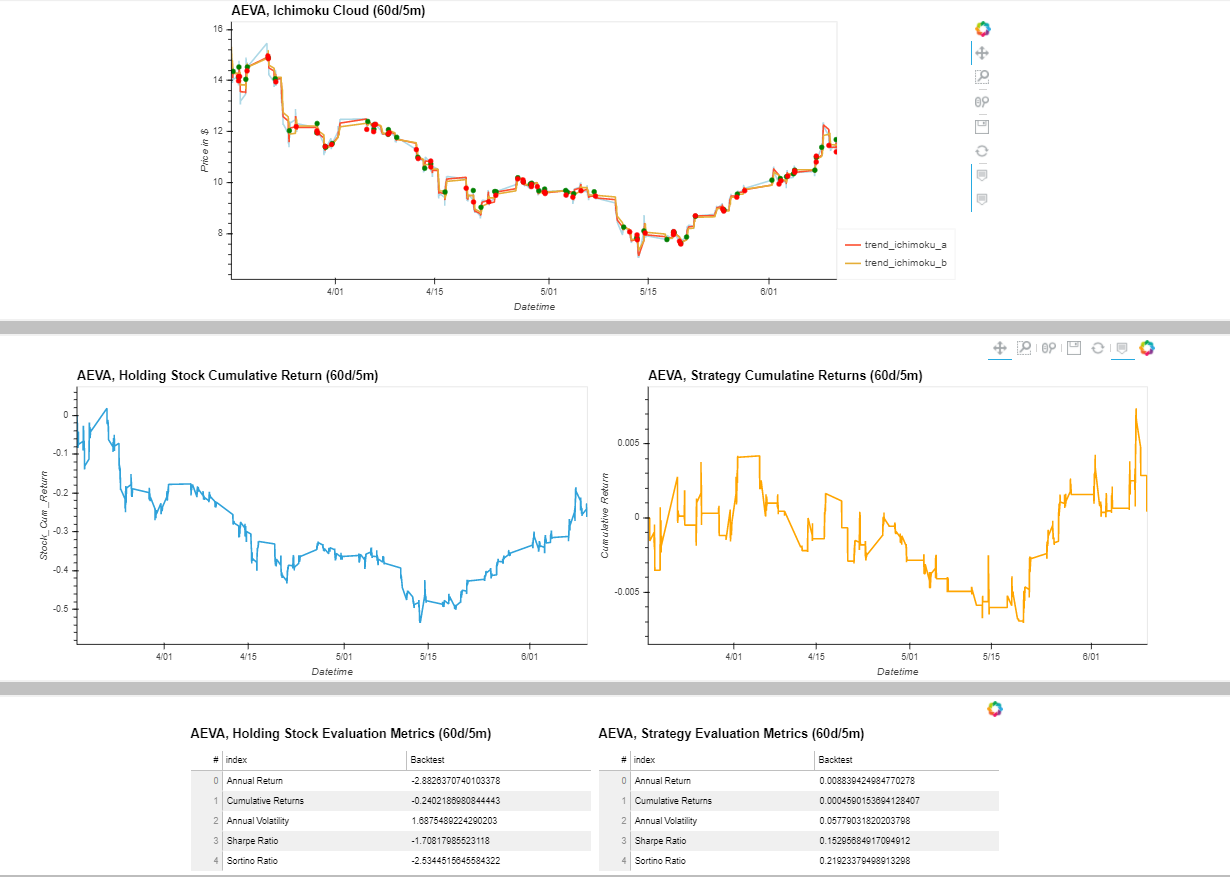 AEVA, Ichimoku Cloud (60d/5m)
16
14
12
10
8
Price in $
4/01 4/15 5/01 5/15 6/01
Datetime
trend_ichimoku_a
trend_ichimoku_b
AEVA, Holding Stock Cumulative Return (60d/5m)
0
-0.1
-0.2
-0.3
-0.4
-0.5
Stock_Cum_Return
4/01 4/15 5/01 5/15 6/01
Datetime
AEVA, Strategy Cumulatine Returns (60d/5m)
0.005
0
-0.005
Cumulative Return
4/01 4/15 5/01 5/15 6/01
Datetime
AEVA, Holding Stock Evaluation Metrics (60d/5m)
# index Backtest
0 Annual Return -2.8826370740103378
1 Cumulative Returns -0.2402186980844443
2 Annual Volatility 1.6875489224290203
3 Sharpe Ratio -1.70817985523118
4 Sortino Ratio -2.5344515645584322
AEVA, Strategy Evaluation Metrics (60d/5m)
# index Backtest
0 Annual Return 0.008839424984770278
1 Cumulative Returns 0.0004590153694128407
2 Annual Volatility 0.05779031820203798
3 Sharpe Ratio 0.15295684917094912
4 Sortino Ratio 0.21923379498913298